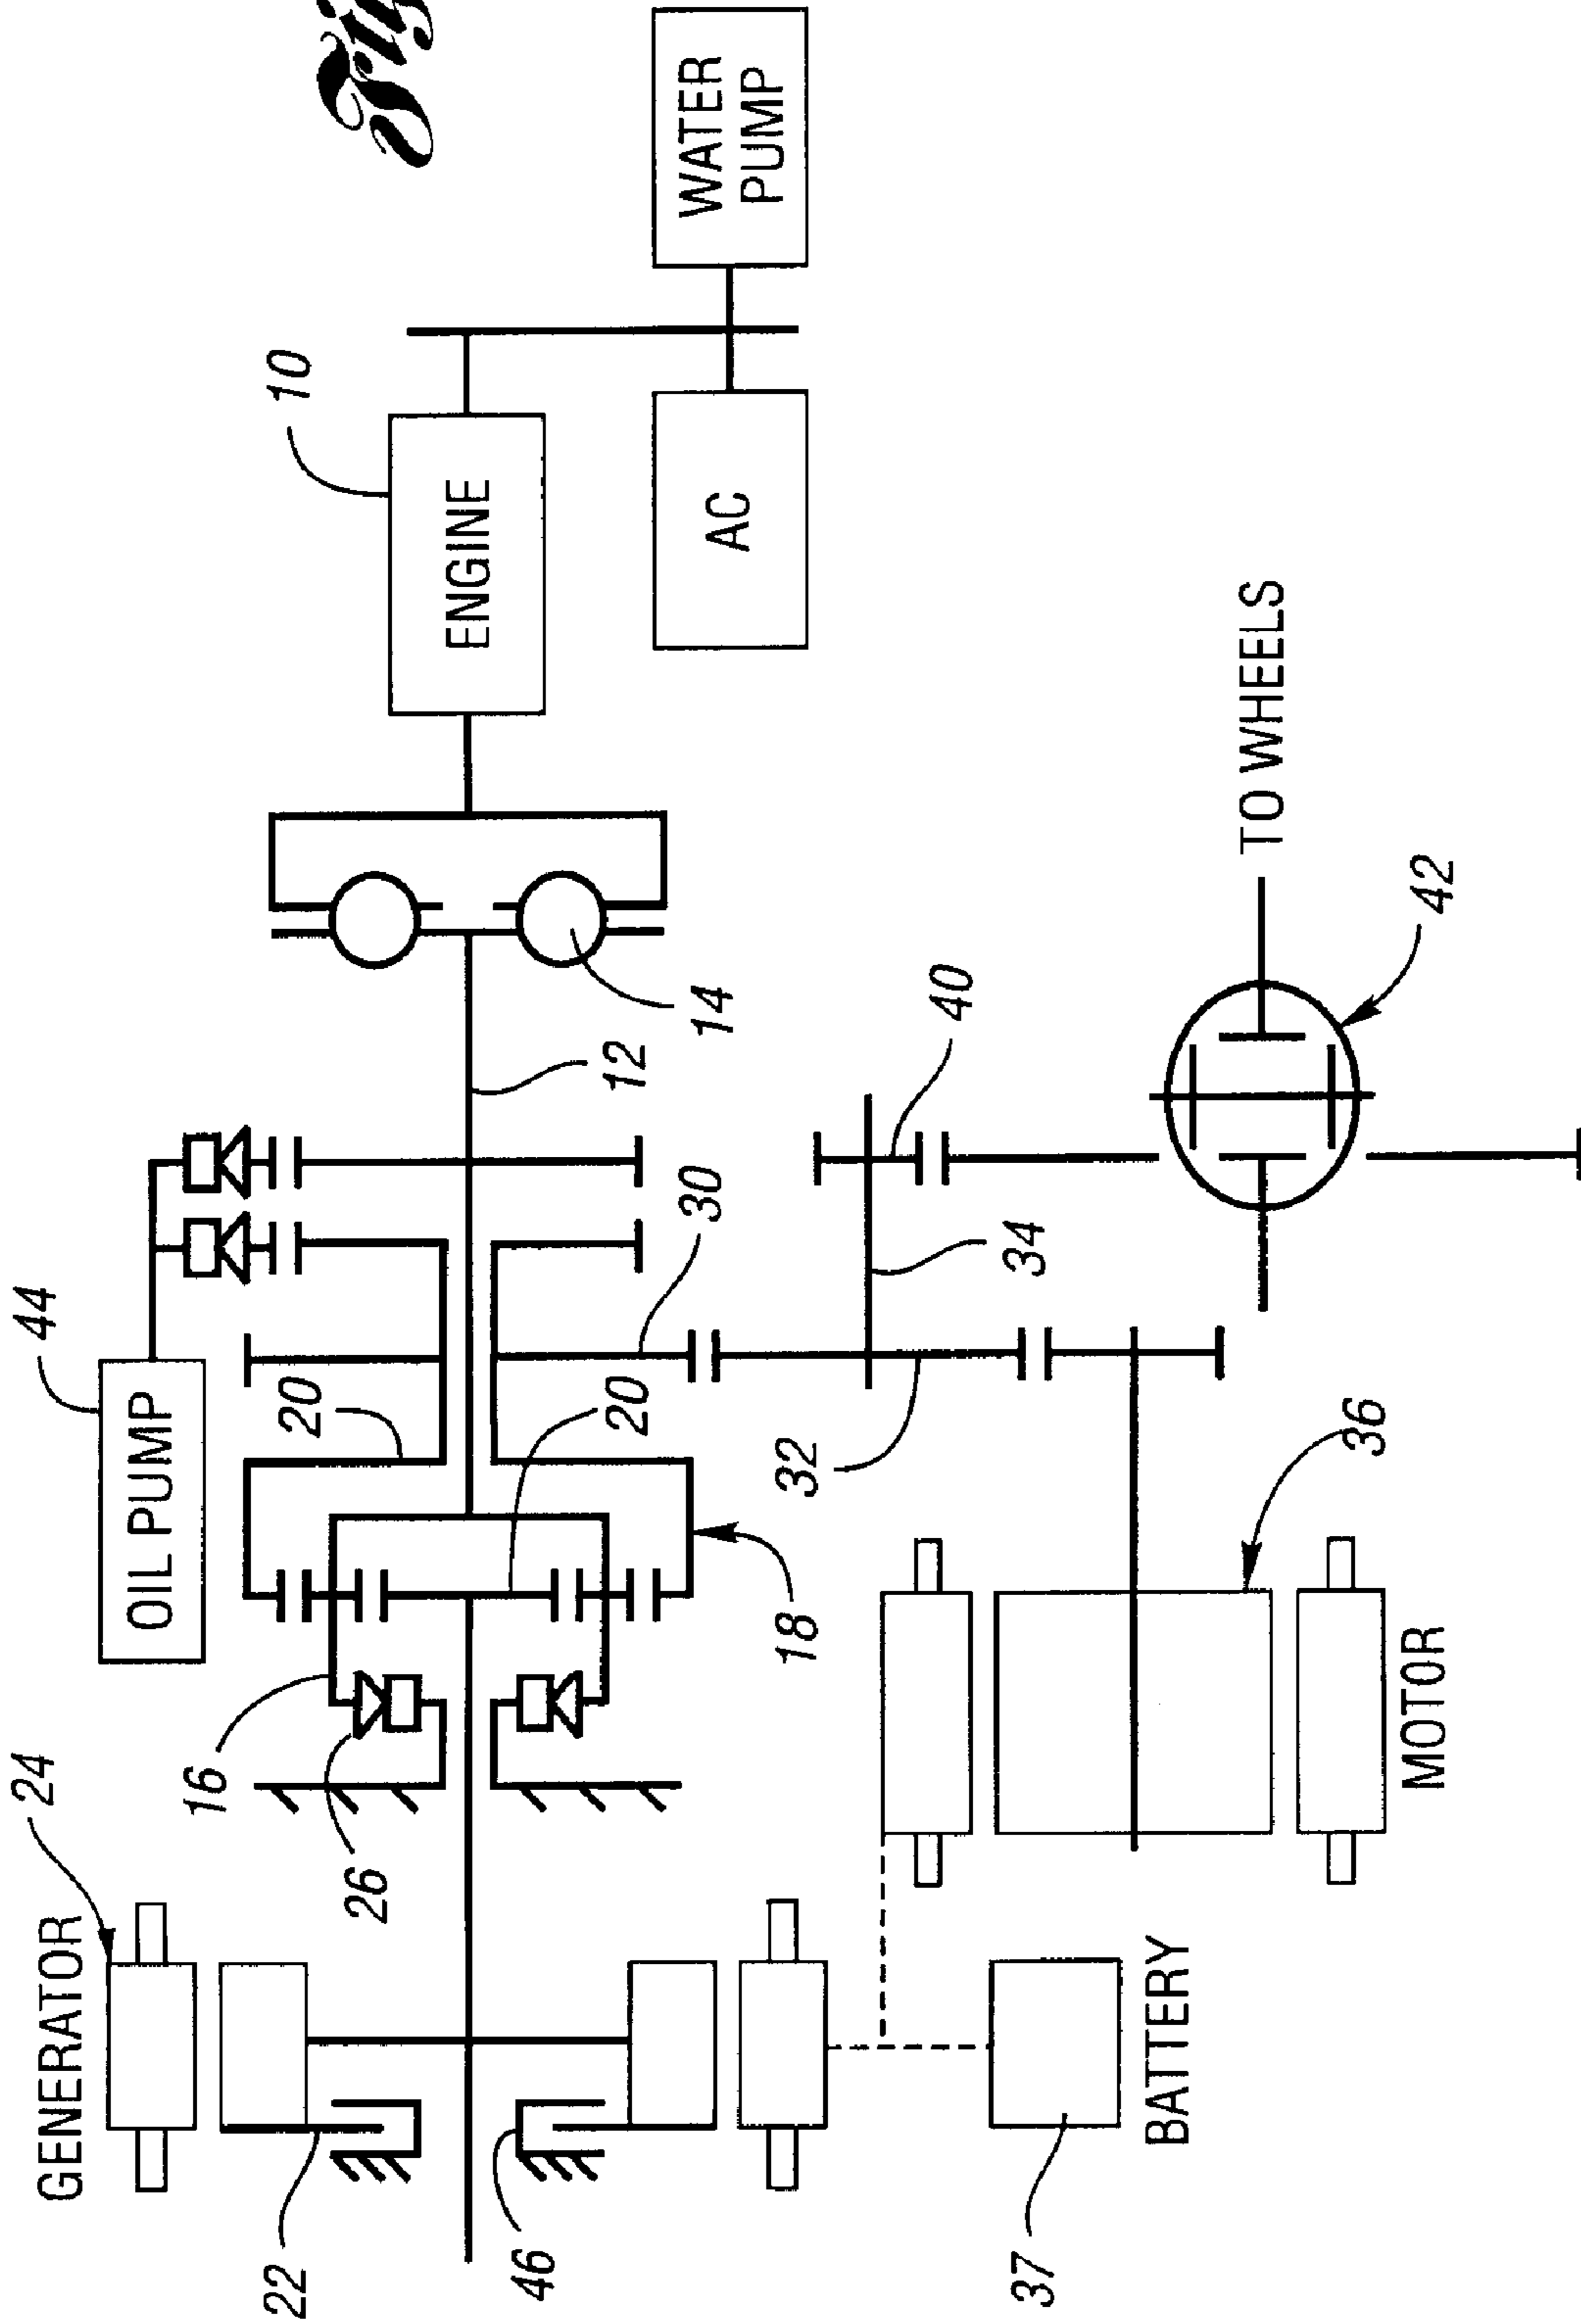 GENERATOR
24
44
OIL PUMP
16
22
20
10
26
ENGINE
46
20
12
30
14
AC
WATER
PUMP
18
32
40
37
34
BATTERY
TO WHEELS
36
MOTOR
42